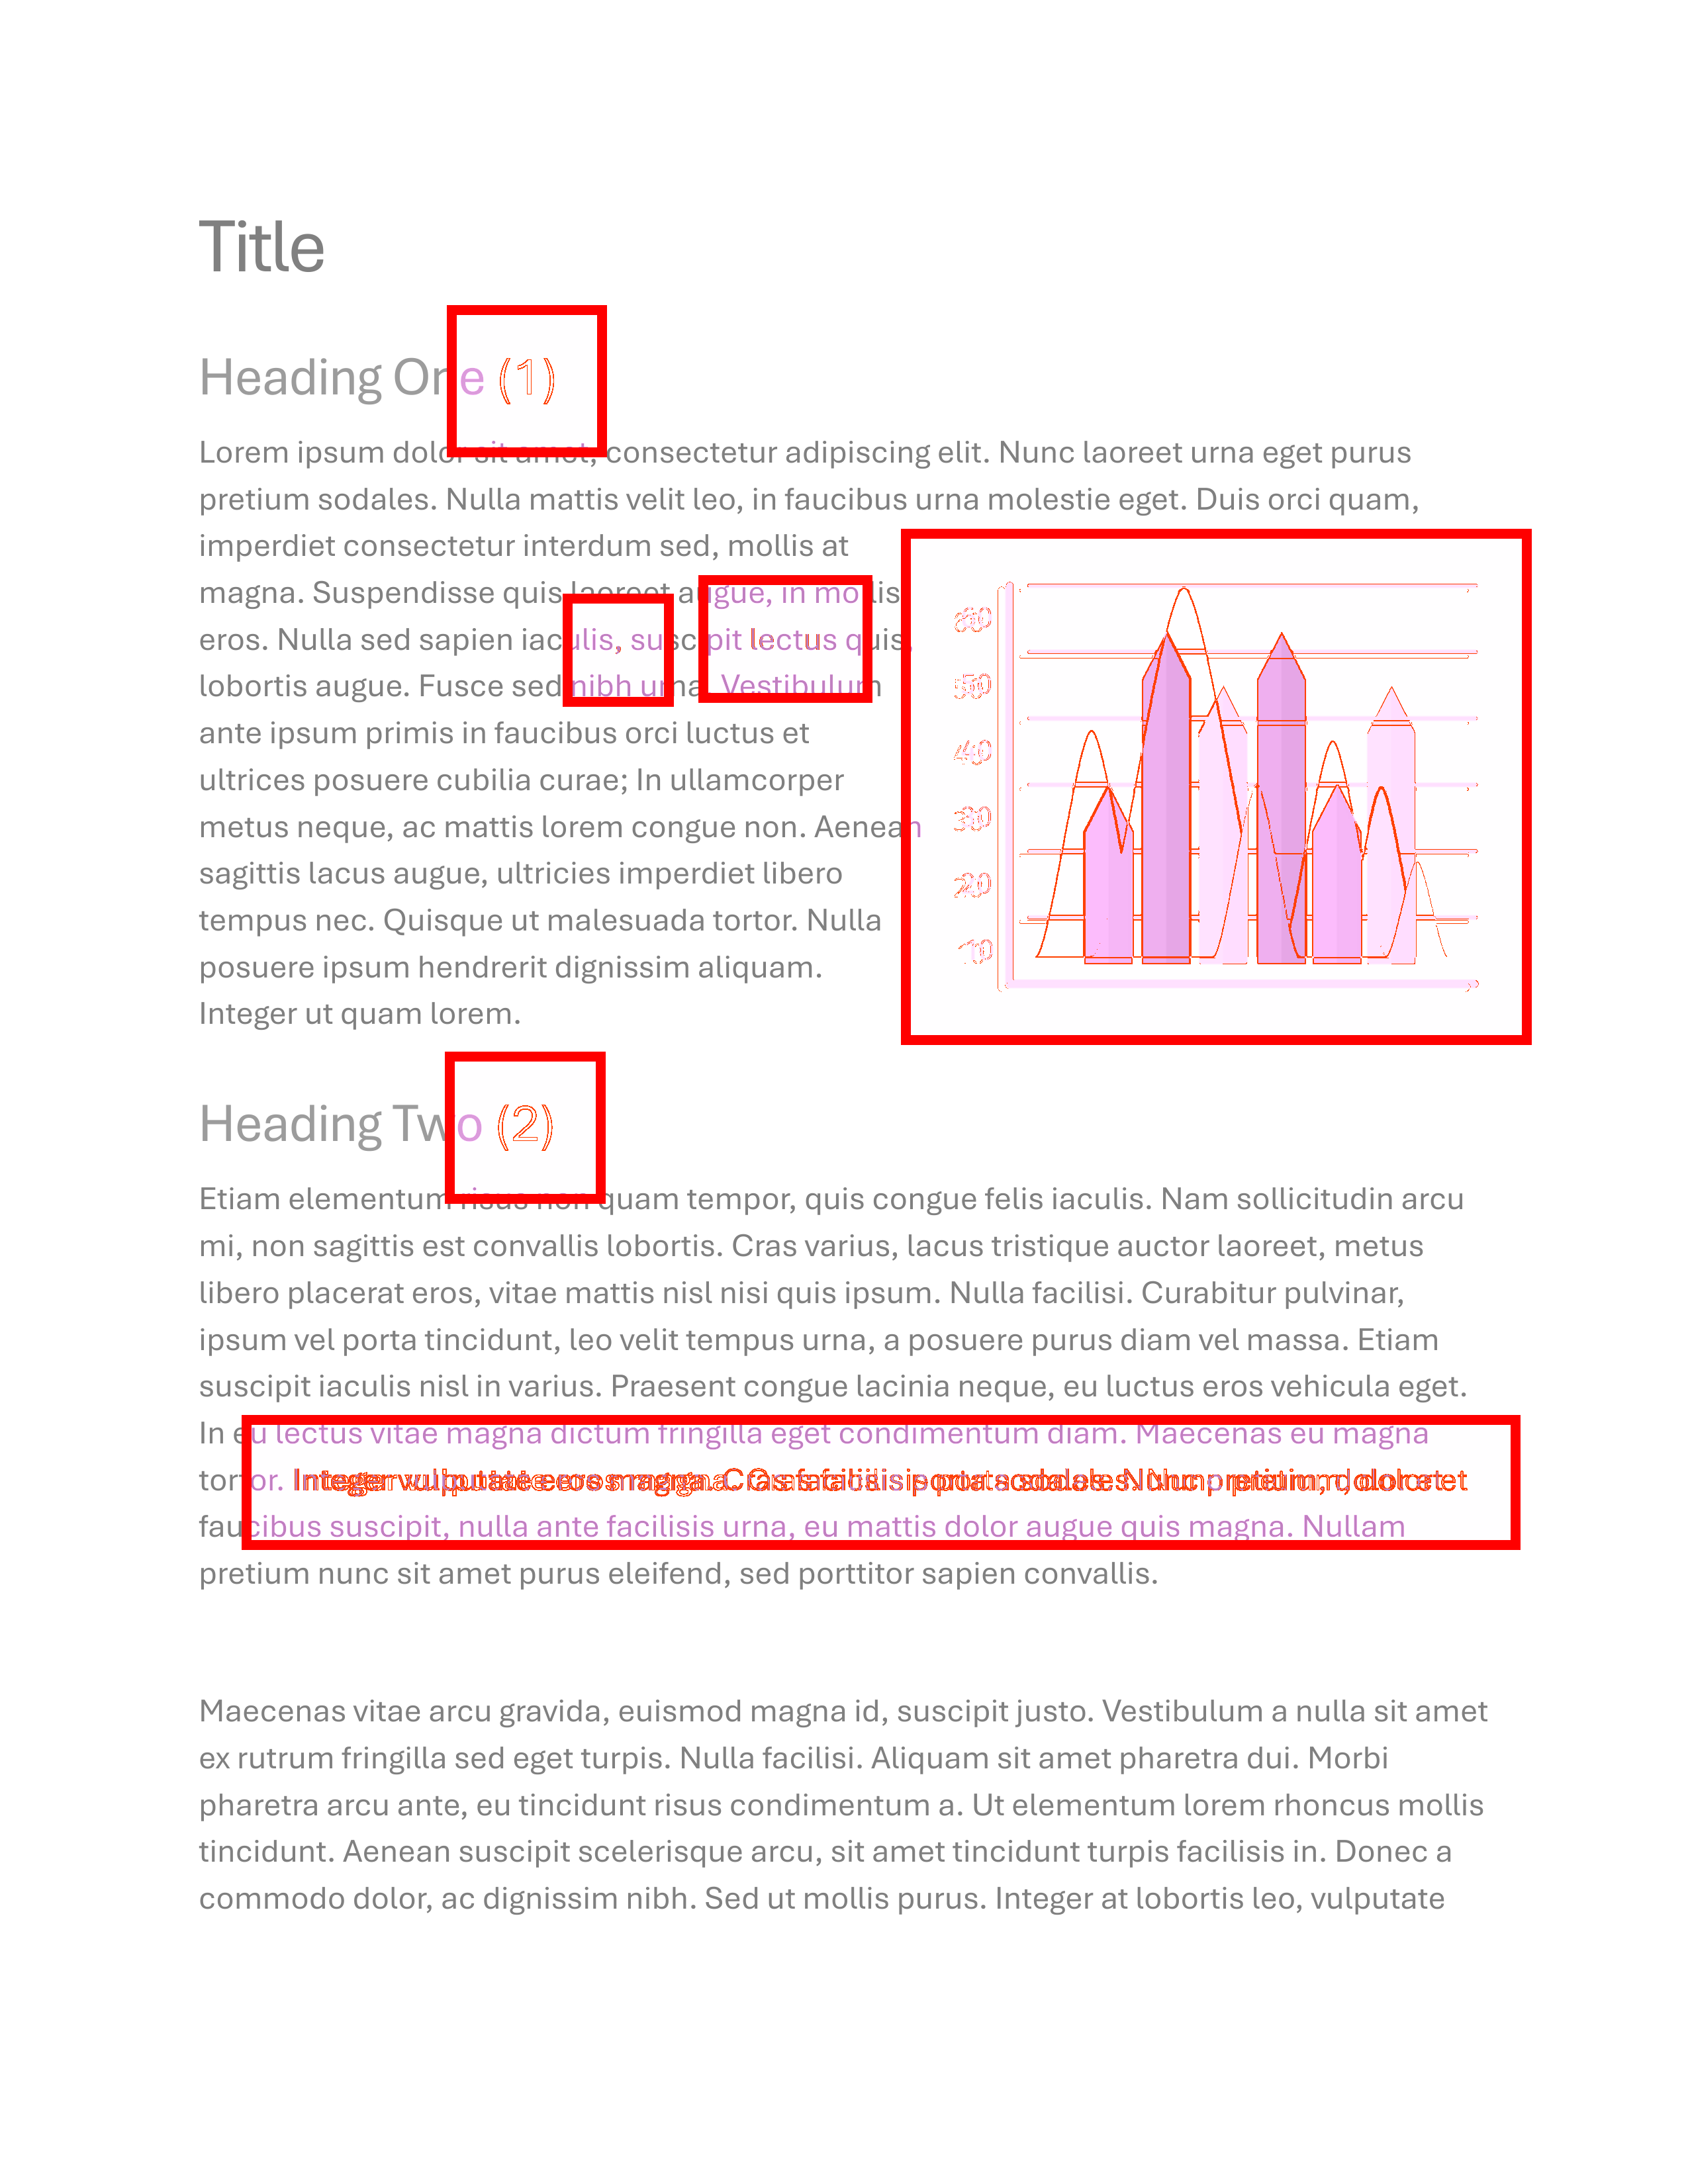 Title
Heading One (1)
Lorem ipsum dolor sit amet, consectetur adipiscing elit. Nunc laoreet urna eget purus
pretium sodales. Nulla mattis velit leo, in faucibus urna molestie eget. Duis orci quam,
imperdiet consectetur interdum sed, mollis at
magna. Suspendisse quis laoreet augue, in mollis
eros. Nulla sed sapien iaculis, suscipit lectus quis,
lobortis augue. Fusce sed nibh urna. Vestibulum
ante ipsum primis in faucibus orci luctus et
ultrices posuere cubilia curae; In ullamcorper
metus neque, ac mattis lorem congue non. Aenean
sagittis lacus augue, ultricies imperdiet libero
tempus nec. Quisque ut malesuada tortor. Nulla
posuere ipsum hendrerit dignissim aliquam.
Integer ut quam lorem.
40
30
20
10
Heading Two (2)
Etiam elementum risus non quam tempor, quis congue felis iaculis. Nam sollicitudin arcu
mi, non sagittis est convallis lobortis. Cras varius, lacus tristique auctor laoreet, metus
libero placerat eros, vitae mattis nisl nisi quis ipsum. Nulla facilisi. Curabitur pulvinar,
ipsum vel porta tincidunt, leo velit tempus urna, a posuere purus diam vel massa. Etiam
suscipit iaculis nisl in varius. Praesent congue lacinia neque, eu luctus eros vehicula eget.
In eu lectus vitae magna dictum fringilla eget condimentum diam. Maecenas eu magna
tortor. Integer vulputate eros magna. Cras facilisis porta sodales. Nunc pretium, dolor et
faucibus suscipit, nulla ante facilisis urna, eu mattis dolor augue quis magna. Nullam
pretium nunc sit amet purus eleifend, sed porttitor sapien convallis.
Maecenas vitae arcu gravida, euismod magna id, suscipit justo. Vestibulum a nulla sit amet
ex rutrum fringilla sed eget turpis. Nulla facilisi. Aliquam sit amet pharetra dui. Morbi
pharetra arcu ante, eu tincidunt risus condimentum a. Ut elementum lorem rhoncus mollis
tincidunt. Aenean suscipit scelerisque arcu, sit amet tincidunt turpis facilisis in. Donec a
commodo dolor, ac dignissim nibh. Sed ut mollis purus. Integer at lobortis leo, vulputate